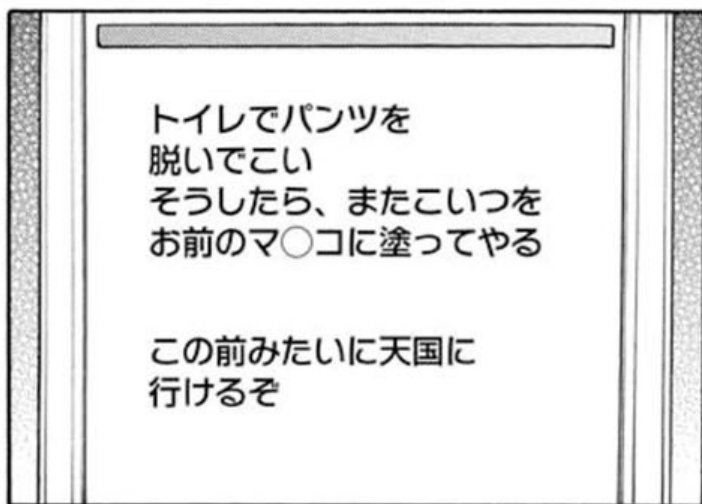 トイレでパンツを
脱いでこい
そうしたら、またこいつを
お前のマ◯コに塗ってやる
この前みたいに天国に
行けるぞ